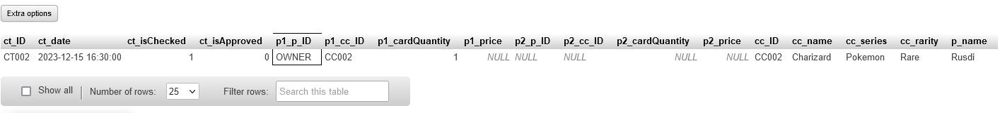 Extra options
ct_ID ct_date ct_isChecked ct_isApproved p1_p_ID p1_cc_ID p1_cardQuantity p1_price p2_p_ID p2_cc_ID p2_cardQuantity p2_price cc_ID cc_name cc_series cc_rarity p_name
CT002 2023-12-15 16:30:00 1 0 OWNER CC002 1 NULL NULL NULL NULL NULL CC002 Charizard Pokemon Rare Rusdi
Show all Number of rows: 25 Filter rows: Search this table